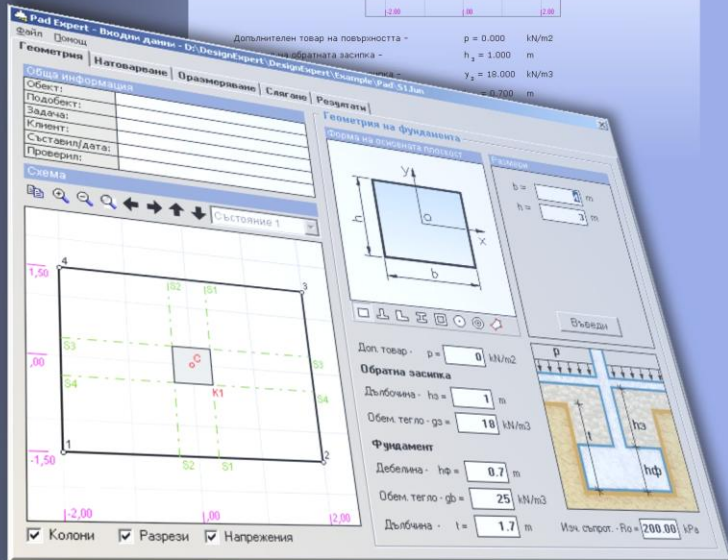 -2.00 .00 2.00
Допълнителен товар на повърхността - p = 0.000 kN/m2
на обратната засипка - h = 1.000 m
- γ = 18.000 kN/m3
= 0.700 m
Pad Expert - Входни данни - D:\DesignExpert\DesignExpert\Example\Pad-S1.fun
Файл Помощ
Геометрия Натоварване Оразмеряване Слягане Резултати
Обща информация
Обект:
Подобект:
Задача:
Клиент:
Съставил/дата:
Проверил:
Схема
Състояние 1
1,50
,00
-1,50
-2,00 ,00 2,00
4 3
1 2
S2 S1
S3 S3
S4 S4
C
K1
S2 S1
Колони Разрези Напрежения
Геометрия на фундамента
Форма на основната плоскост
y
h
O
x
b
Размери
b = m
h = 3 m
Въведи
Доп. товар - p = 0 kN/m2
Обратна засипка
Дълбочина - hз = 1 m
Обем. тегло - gз = 18 kN/m3
Фундамент
Дебелина - hф = 0.7 m
Обем. тегло - gb = 25 kN/m3
Дълбчина - t = 1.7 m
p
t
hз
hф
Изч. съпрот. - Ro = 200.00 kPa